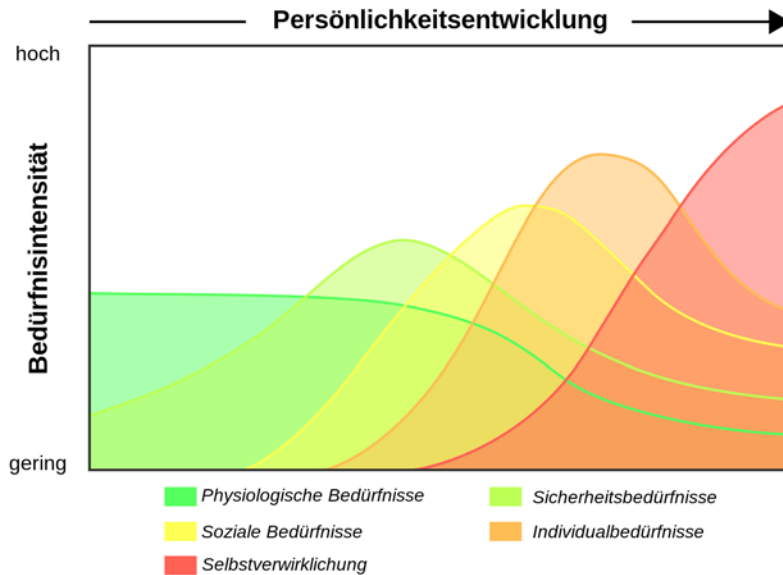 Persönlichkeitsentwicklung
hoch
Bedürfnisintensität
gering
Physiologische Bedürfnisse
Sicherheitsbedürfnisse
Soziale Bedürfnisse
Individualbedürfnisse
Selbstverwirklichung